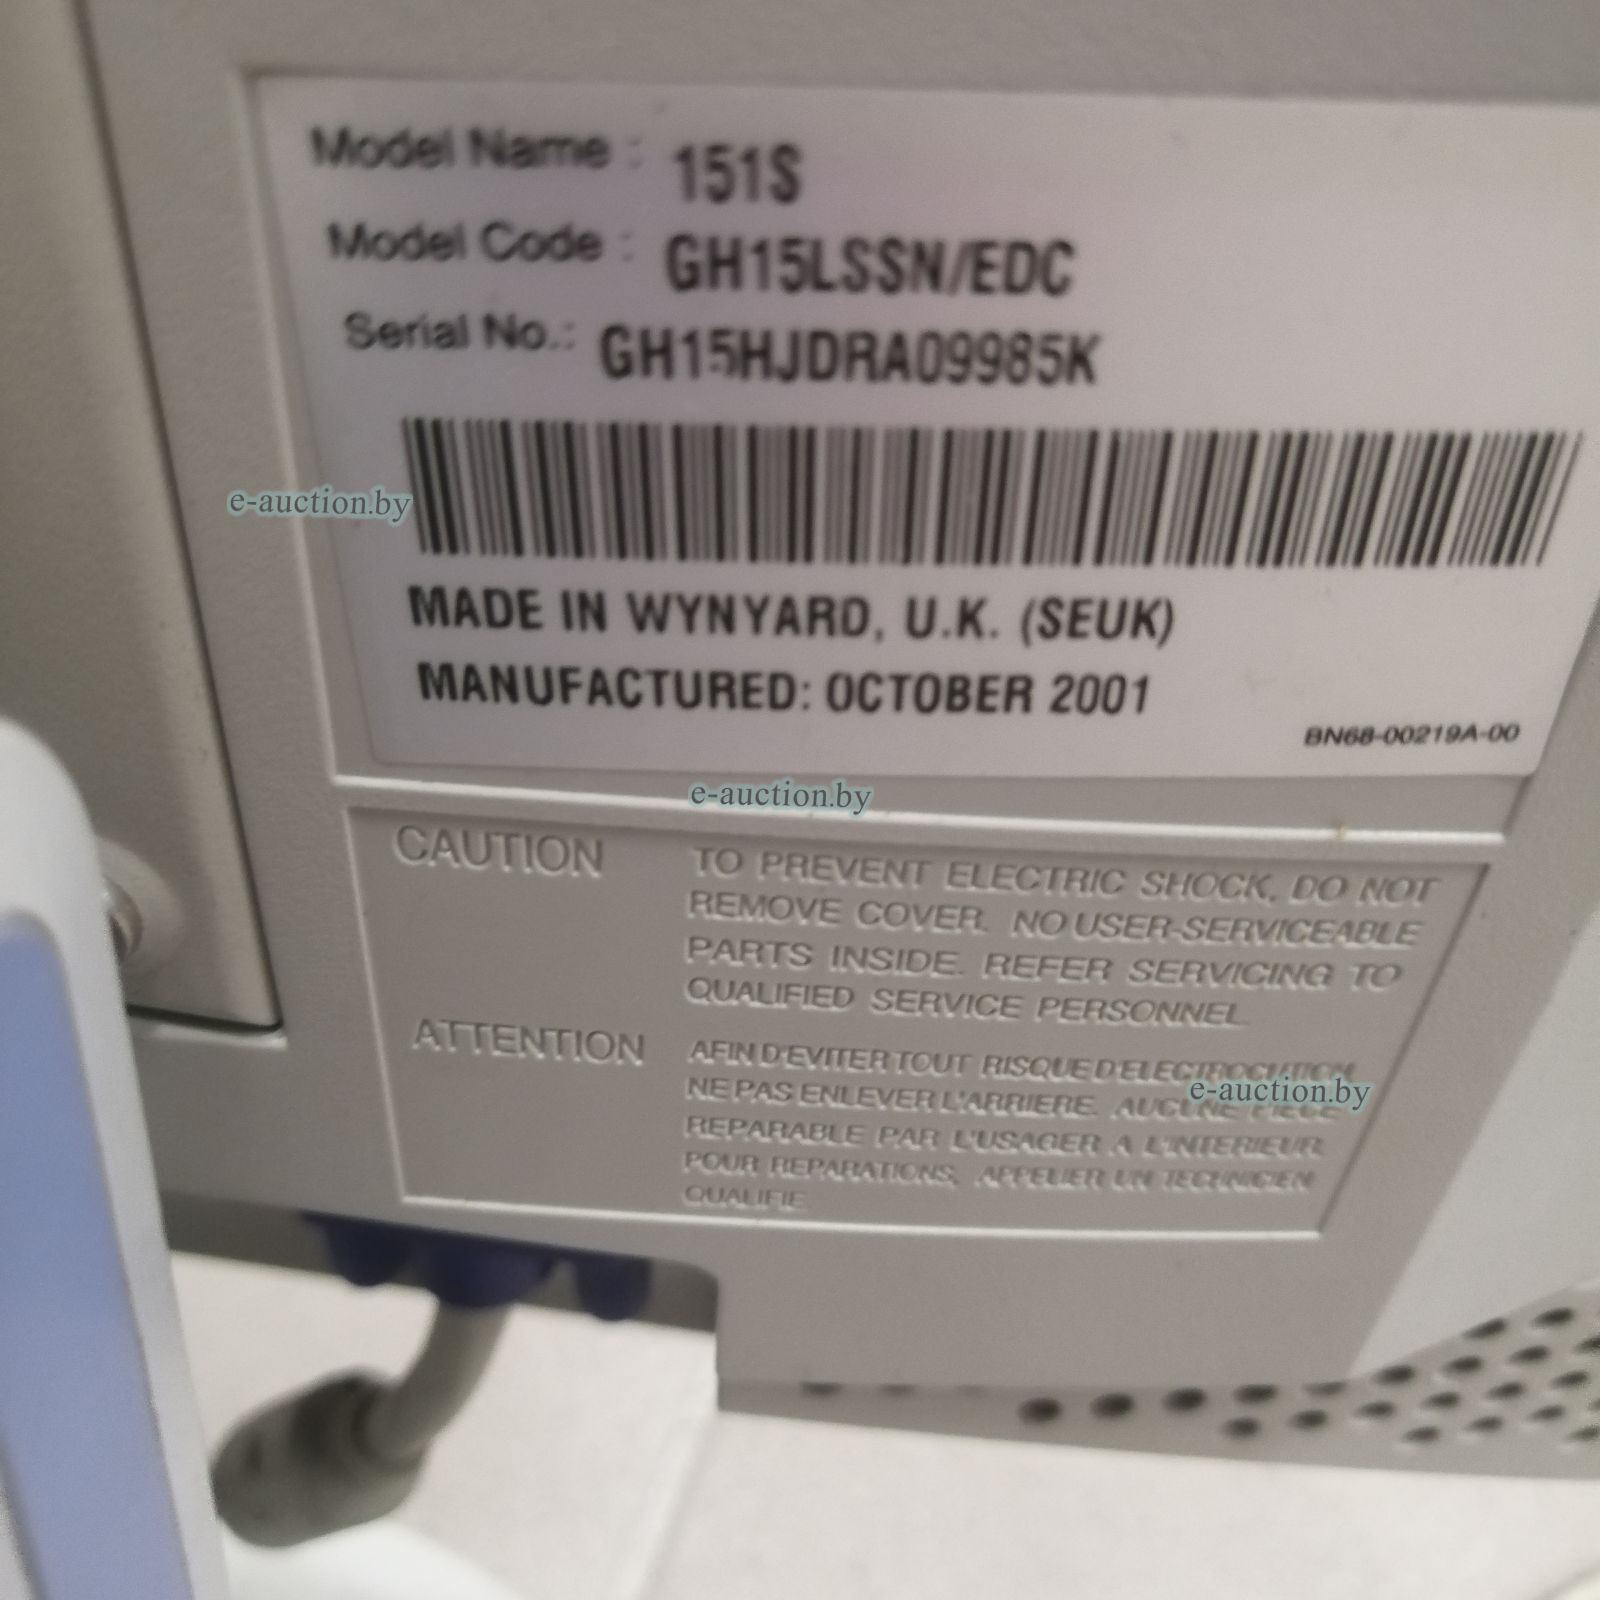 Model Name : 151S
Model Code : GH15LSSN/EDC
Serial No.: GH15HJDRA09985K
e-auction.by
MADE IN WYNYARD, U.K. (SEUK)
MANUFACTURED: OCTOBER 2001
BN68-00219A-00
e-auction.by
CAUTION TO PREVENT ELECTRIC SHOCK, DO NOT
REMOVE COVER. NO USER-SERVICEABLE
PARTS INSIDE. REFER SERVICING TO
QUALIFIED SERVICE PERSONNEL.
ATTENTION AFIN D'EVITER TOUT RISQUE D'ELECTROCUTION
e-auction.by
NE PAS ENLEVER L'ARRIERE. AUCUNE PIECE
REPARABLE PAR L'USAGER A L'INTERIEUR.
POUR REPARATIONS, APPELER UN TECHNICIEN
QUALIFIE